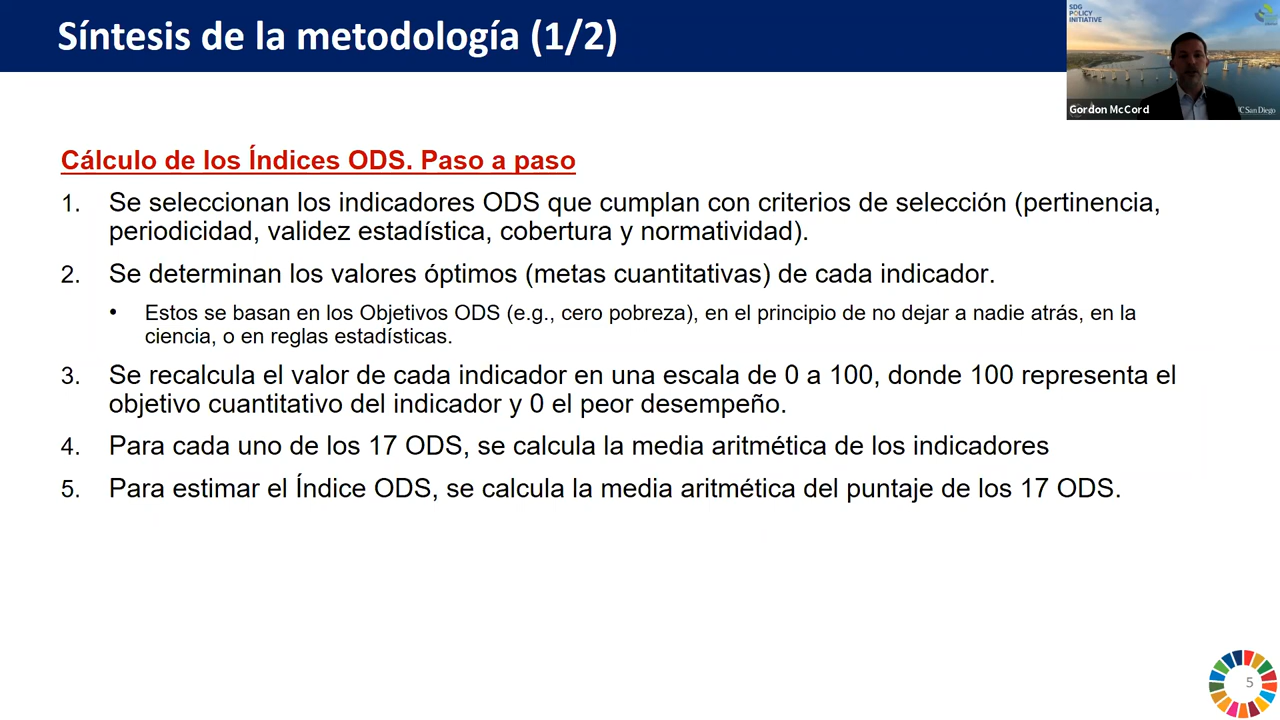 Síntesis de la metodología (1/2)
SDG
POLICY
INITIATIVE
Gordon McCord
UC San Diego
Cálculo de los Índices ODS. Paso a paso
1. Se seleccionan los indicadores ODS que cumplan con criterios de selección (pertinencia,
periodicidad, validez estadística, cobertura y normatividad).
2. Se determinan los valores óptimos (metas cuantitativas) de cada indicador.
• Estos se basan en los Objetivos ODS (e.g., cero pobreza), en el principio de no dejar a nadie atrás, en la
ciencia, o en reglas estadísticas.
3. Se recalcula el valor de cada indicador en una escala de 0 a 100, donde 100 representa el
objetivo cuantitativo del indicador y 0 el peor desempeño.
4. Para cada uno de los 17 ODS, se calcula la media aritmética de los indicadores
5. Para estimar el Índice ODS, se calcula la media aritmética del puntaje de los 17 ODS.
5